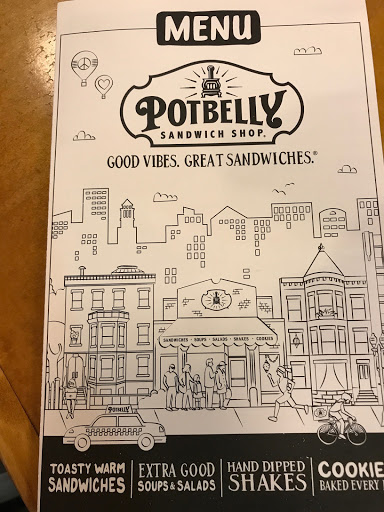 MENU
POTBELLY
SANDWICH SHOP.
GOOD VIBES. GREAT SANDWICHES.®
SANDWICHES • SOUPS • SALADS • SHAKES • COOKIES
POTBELLY
TOASTY WARM
SANDWICHES
EXTRA GOOD
SOUPS & SALADS
HAND DIPPED
SHAKES
COOKIE
BAKED EVERY